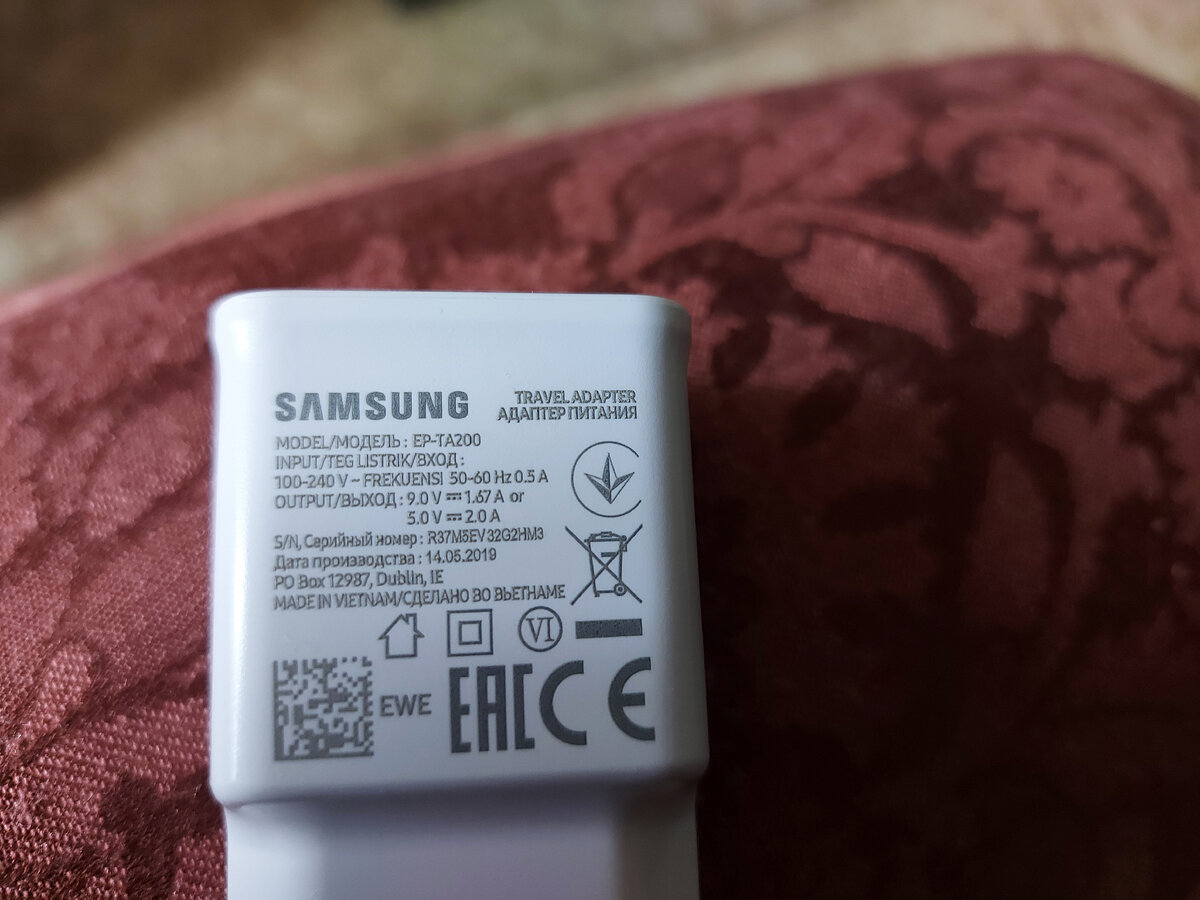 SAMSUNG
TRAVEL ADAPTER
АДАПТЕР ПИТАНИЯ
MODEL/МОДЕЛЬ : EP-TA200
INPUT/TEG LISTRIK/ВХОД :
100-240 V ~ FREKUENSI 50-60 Hz 0.5 A
OUTPUT/ВЫХОД : 9.0 V ⎓ 1.67 A or
5.0 V ⎓ 2.0 A
S/N, Серийный номер : R37M5EV32G2HM3
Дата производства : 14.05.2019
PO Box 12987, Dublin, IE
MADE IN VIETNAM/СДЕЛАНО ВО ВЬЕТНАМЕ
VI
EWE
EAC CE